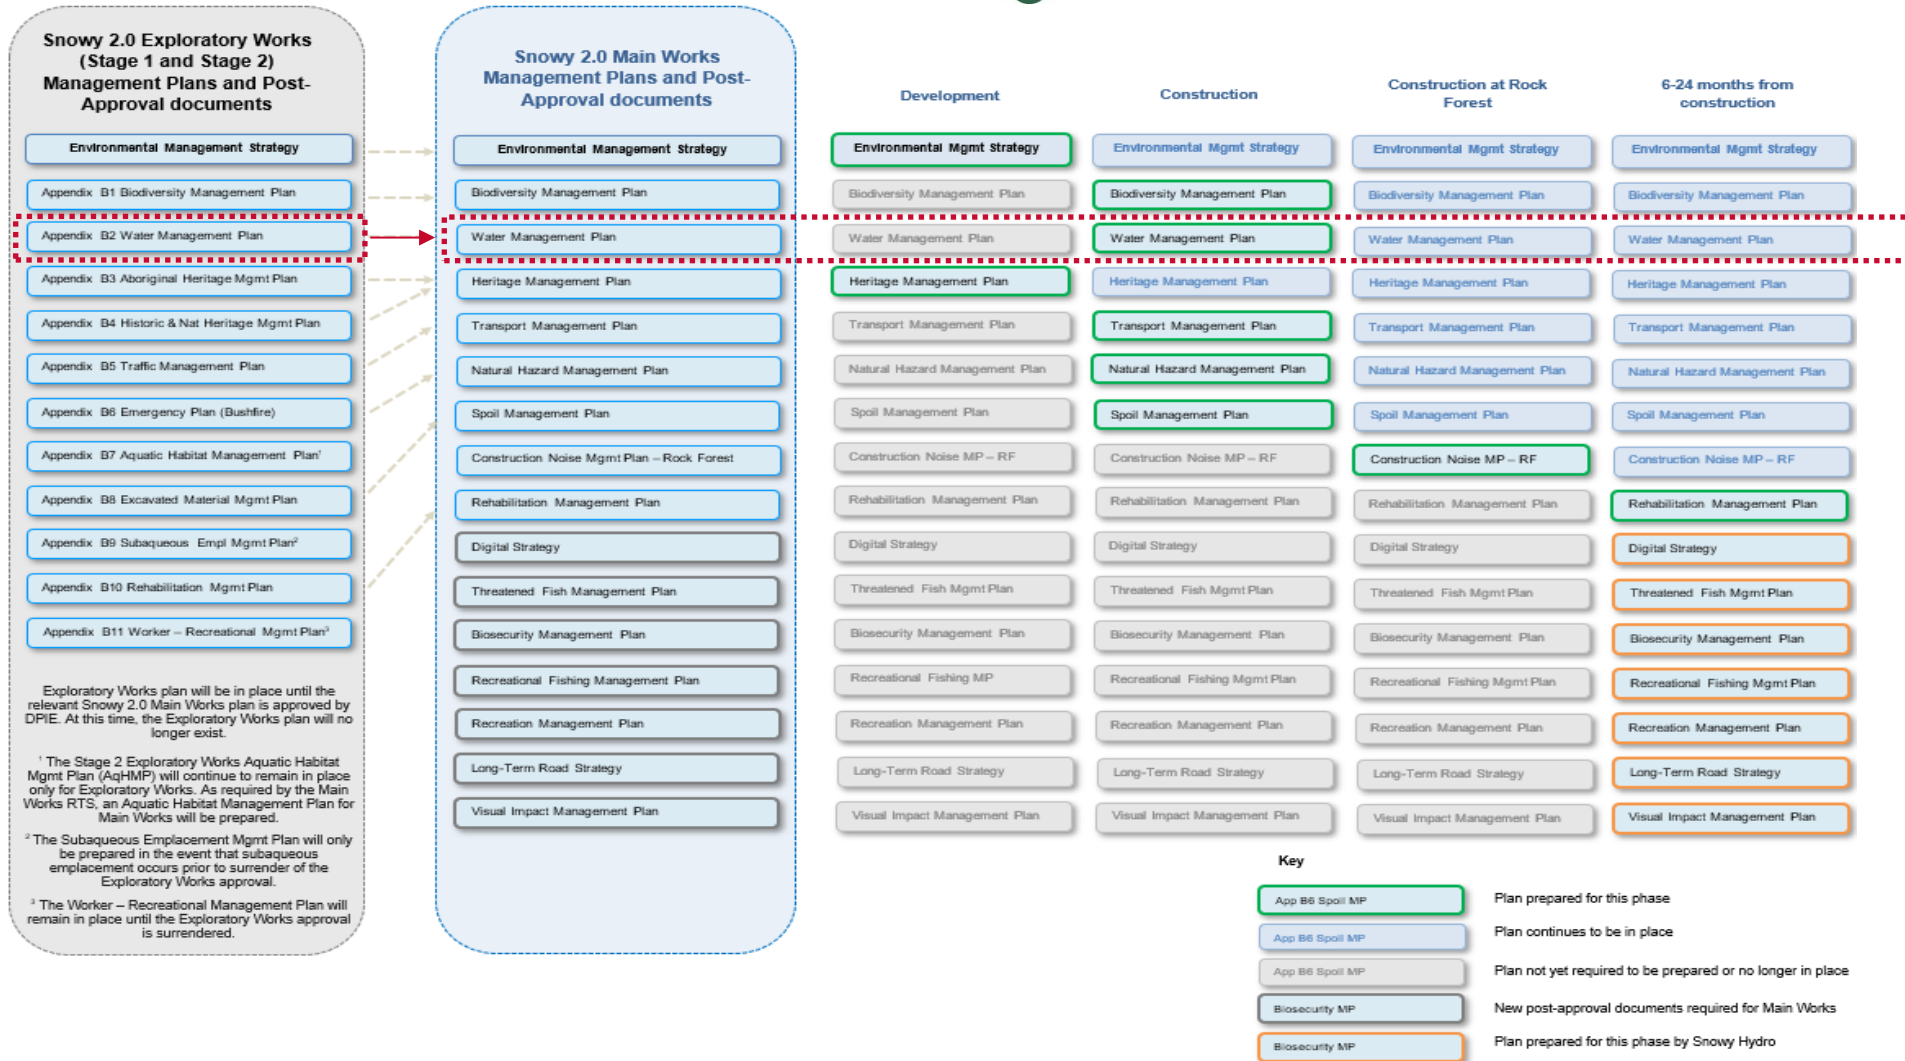 Snowy 2.0 Exploratory Works
(Stage 1 and Stage 2)
Management Plans and Post-
Approval documents
Environmental Management Strategy
Appendix B1 Biodiversity Management Plan
Appendix B2 Water Management Plan
Appendix B3 Aboriginal Heritage Mgmt Plan
Appendix B4 Historic & Nat Heritage Mgmt Plan
Appendix B5 Traffic Management Plan
Appendix B6 Emergency Plan (Bushfire)
Appendix B7 Aquatic Habitat Management Plan¹
Appendix B8 Excavated Material Mgmt Plan
Appendix B9 Subaqueous Empl Mgmt Plan²
Appendix B10 Rehabilitation Mgmt Plan
Appendix B11 Worker – Recreational Mgmt Plan³
Exploratory Works plan will be in place until the
relevant Snowy 2.0 Main Works plan is approved by
DPIE. At this time, the Exploratory Works plan will no
longer exist.
¹ The Stage 2 Exploratory Works Aquatic Habitat
Mgmt Plan (AqHMP) will continue to remain in place
only for Exploratory Works. As required by the Main
Works RTS, an Aquatic Habitat Management Plan for
Main Works will be prepared.
² The Subaqueous Emplacement Mgmt Plan will only
be prepared in the event that subaqueous
emplacement occurs prior to surrender of the
Exploratory Works approval.
³ The Worker – Recreational Management Plan will
remain in place until the Exploratory Works approval
is surrendered.
Snowy 2.0 Main Works
Management Plans and Post-
Approval documents
Environmental Management Strategy
Biodiversity Management Plan
Water Management Plan
Heritage Management Plan
Transport Management Plan
Natural Hazard Management Plan
Spoil Management Plan
Construction Noise Mgmt Plan – Rock Forest
Rehabilitation Management Plan
Digital Strategy
Threatened Fish Management Plan
Biosecurity Management Plan
Recreational Fishing Management Plan
Recreation Management Plan
Long-Term Road Strategy
Visual Impact Management Plan
Development
Environmental Mgmt Strategy
Biodiversity Management Plan
Water Management Plan
Heritage Management Plan
Transport Management Plan
Natural Hazard Management Plan
Spoil Management Plan
Construction Noise MP – RF
Rehabilitation Management Plan
Digital Strategy
Threatened Fish Mgmt Plan
Biosecurity Management Plan
Recreational Fishing MP
Recreation Management Plan
Long-Term Road Strategy
Visual Impact Management Plan
Construction
Environmental Mgmt Strategy
Biodiversity Management Plan
Water Management Plan
Heritage Management Plan
Transport Management Plan
Natural Hazard Management Plan
Spoil Management Plan
Construction Noise MP – RF
Rehabilitation Management Plan
Digital Strategy
Threatened Fish Mgmt Plan
Biosecurity Management Plan
Recreational Fishing Mgmt Plan
Recreation Management Plan
Long-Term Road Strategy
Visual Impact Management Plan
Construction at Rock
Forest
Environmental Mgmt Strategy
Biodiversity Management Plan
Water Management Plan
Heritage Management Plan
Transport Management Plan
Natural Hazard Management Plan
Spoil Management Plan
Construction Noise MP – RF
Rehabilitation Management Plan
Digital Strategy
Threatened Fish Mgmt Plan
Biosecurity Management Plan
Recreational Fishing Mgmt Plan
Recreation Management Plan
Long-Term Road Strategy
Visual Impact Management Plan
6-24 months from
construction
Environmental Mgmt Strategy
Biodiversity Management Plan
Water Management Plan
Heritage Management Plan
Transport Management Plan
Natural Hazard Management Plan
Spoil Management Plan
Construction Noise MP – RF
Rehabilitation Management Plan
Digital Strategy
Threatened Fish Mgmt Plan
Biosecurity Management Plan
Recreational Fishing Mgmt Plan
Recreation Management Plan
Long-Term Road Strategy
Visual Impact Management Plan
Key
App B6 Spoil MP Plan prepared for this phase
App B6 Spoil MP Plan continues to be in place
App B6 Spoil MP Plan not yet required to be prepared or no longer in place
Biosecurity MP New post-approval documents required for Main Works
Biosecurity MP Plan prepared for this phase by Snowy Hydro